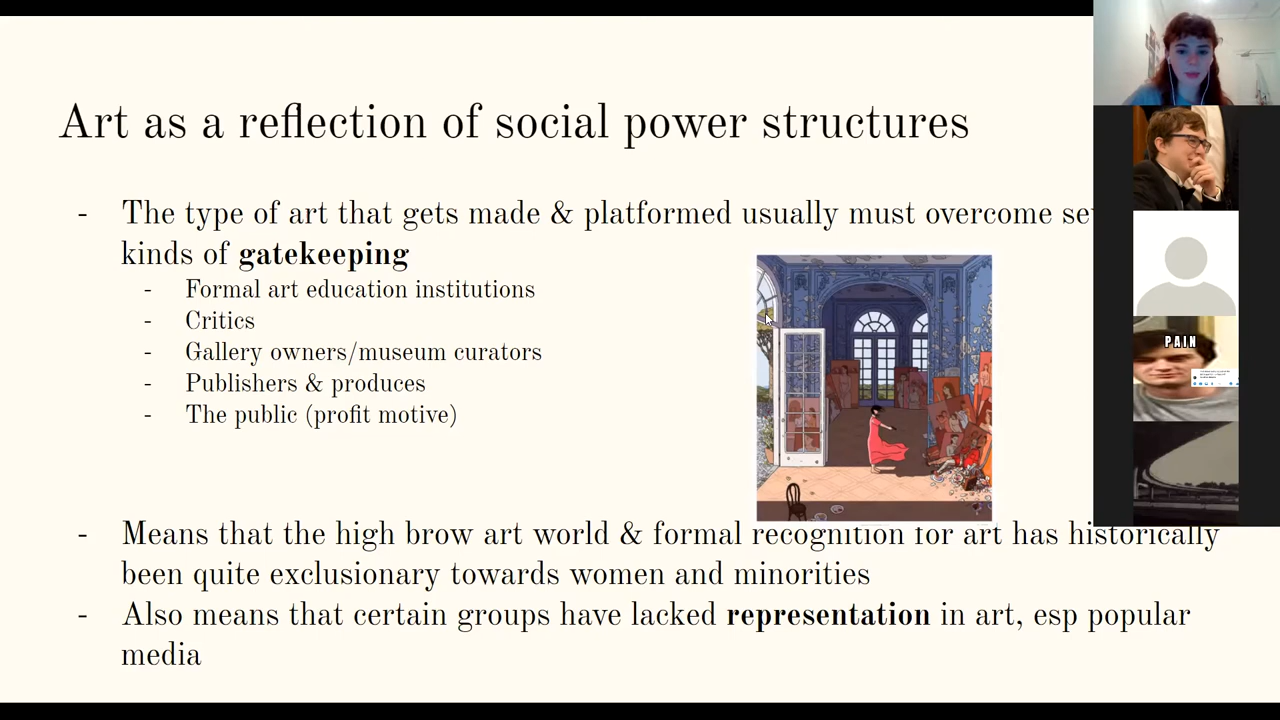 Art as a reflection of social power structures
- The type of art that gets made & platformed usually must overcome
kinds of gatekeeping
- Formal art education institutions
- Critics
- Gallery owners/museum curators
- Publishers & produces
- The public (profit motive)
- Means that the high brow art world & formal recognition for art has historically
been quite exclusionary towards women and minorities
- Also means that certain groups have lacked representation in art, esp popular
media
PAIN